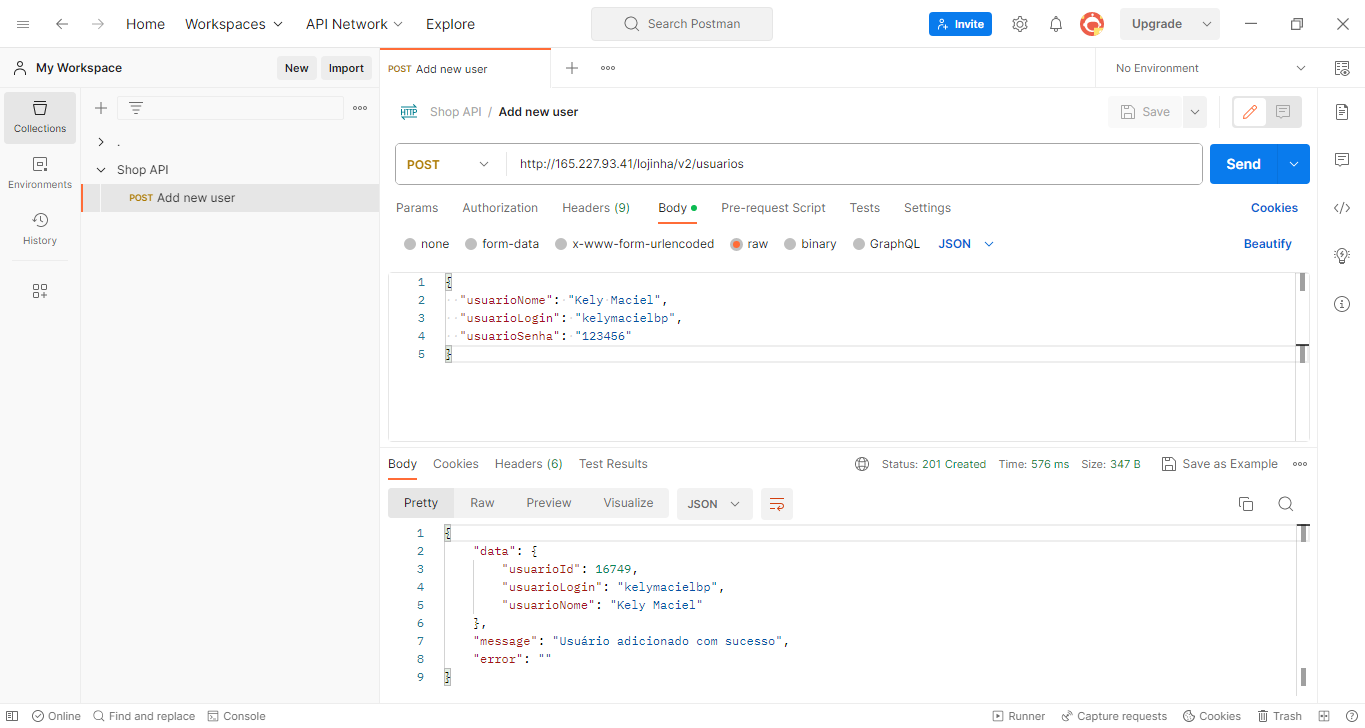 Home Workspaces API Network Explore Search Postman Invite Upgrade
My Workspace New Import
POST Add new user
No Environment
Collections
Environments
History
.
Shop API
POST Add new user
HTTP Shop API / Add new user Save
POST http://165.227.93.41/lojinha/v2/usuarios Send
Params Authorization Headers (9) Body Pre-request Script Tests Settings Cookies
none form-data x-www-form-urlencoded raw binary GraphQL JSON Beautify
1 {
2 "usuarioNome": "Kely Maciel",
3 "usuarioLogin": "kelymacielbp",
4 "usuarioSenha": "123456"
5 }
Body Cookies Headers (6) Test Results Status: 201 Created Time: 576 ms Size: 347 B Save as Example
Pretty Raw Preview Visualize JSON
1 {
2 "data": {
3 "usuarioId": 16749,
4 "usuarioLogin": "kelymacielbp",
5 "usuarioNome": "Kely Maciel"
6 },
7 "message": "Usuário adicionado com sucesso",
8 "error": ""
9 }
Online Find and replace Console Runner Capture requests Cookies Trash